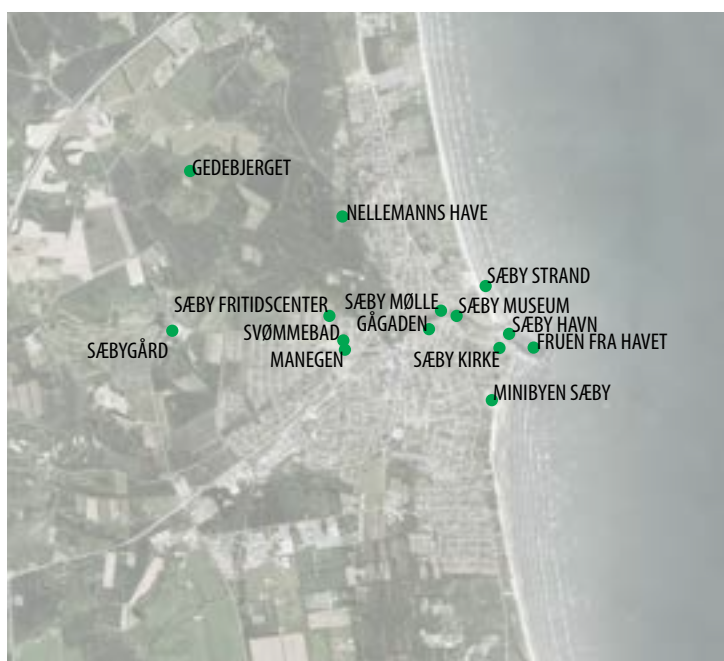 GEDEBJERGET
NELLEMANNS HAVE
SÆBY STRAND
SÆBY FRITIDSCENTER
SÆBY MØLLE
SÆBY MUSEUM
GÅGADEN
SÆBY HAVN
SVØMMEBAD
SÆBYGÅRD
FRUEN FRA HAVET
MANEGEN
SÆBY KIRKE
MINIBYEN SÆBY